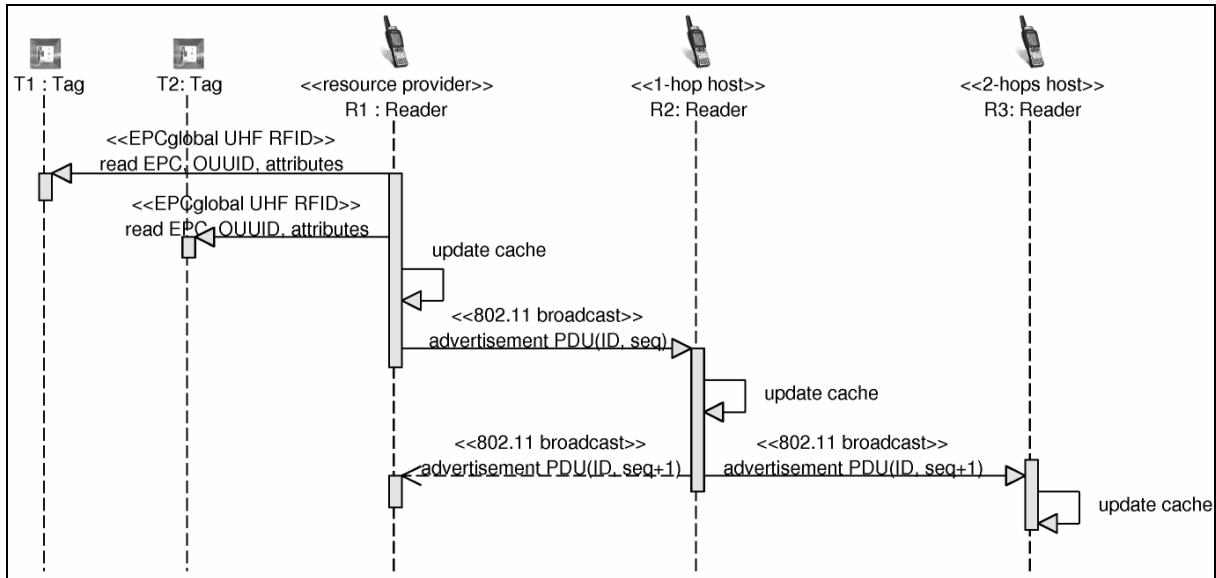 T1 : Tag
T2: Tag
<<resource provider>>
R1 : Reader
<<1-hop host>>
R2: Reader
<<2-hops host>>
R3: Reader
<<EPCglobal UHF RFID>>
read EPC, OUUID, attributes
<<EPCglobal UHF RFID>>
read EPC, OUUID, attributes
update cache
<<802.11 broadcast>>
advertisement PDU(ID, seq)
update cache
<<802.11 broadcast>>
advertisement PDU(ID, seq+1)
<<802.11 broadcast>>
advertisement PDU(ID, seq+1)
update cache